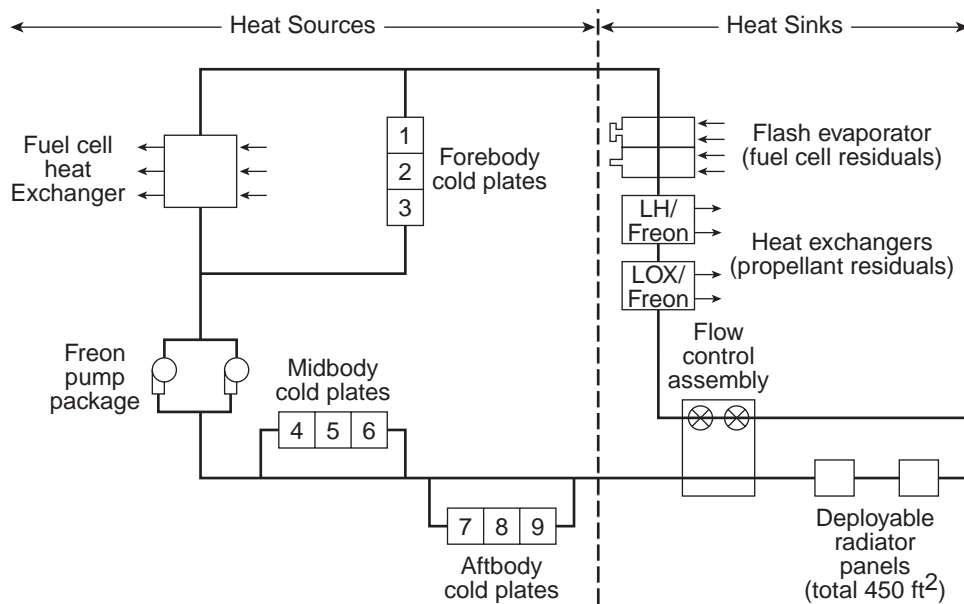 Heat Sources
Heat Sinks
Fuel cell
heat
Exchanger
1
2
3
Forebody
cold plates
Flash evaporator
(fuel cell residuals)
LH/
Freon
LOX/
Freon
Heat exchangers
(propellant residuals)
Freon
pump
package
Midbody
cold plates
4 5 6
Flow
control
assembly
7 8 9
Aftbody
cold plates
Deployable
radiator
panels
(total 450 ft²)